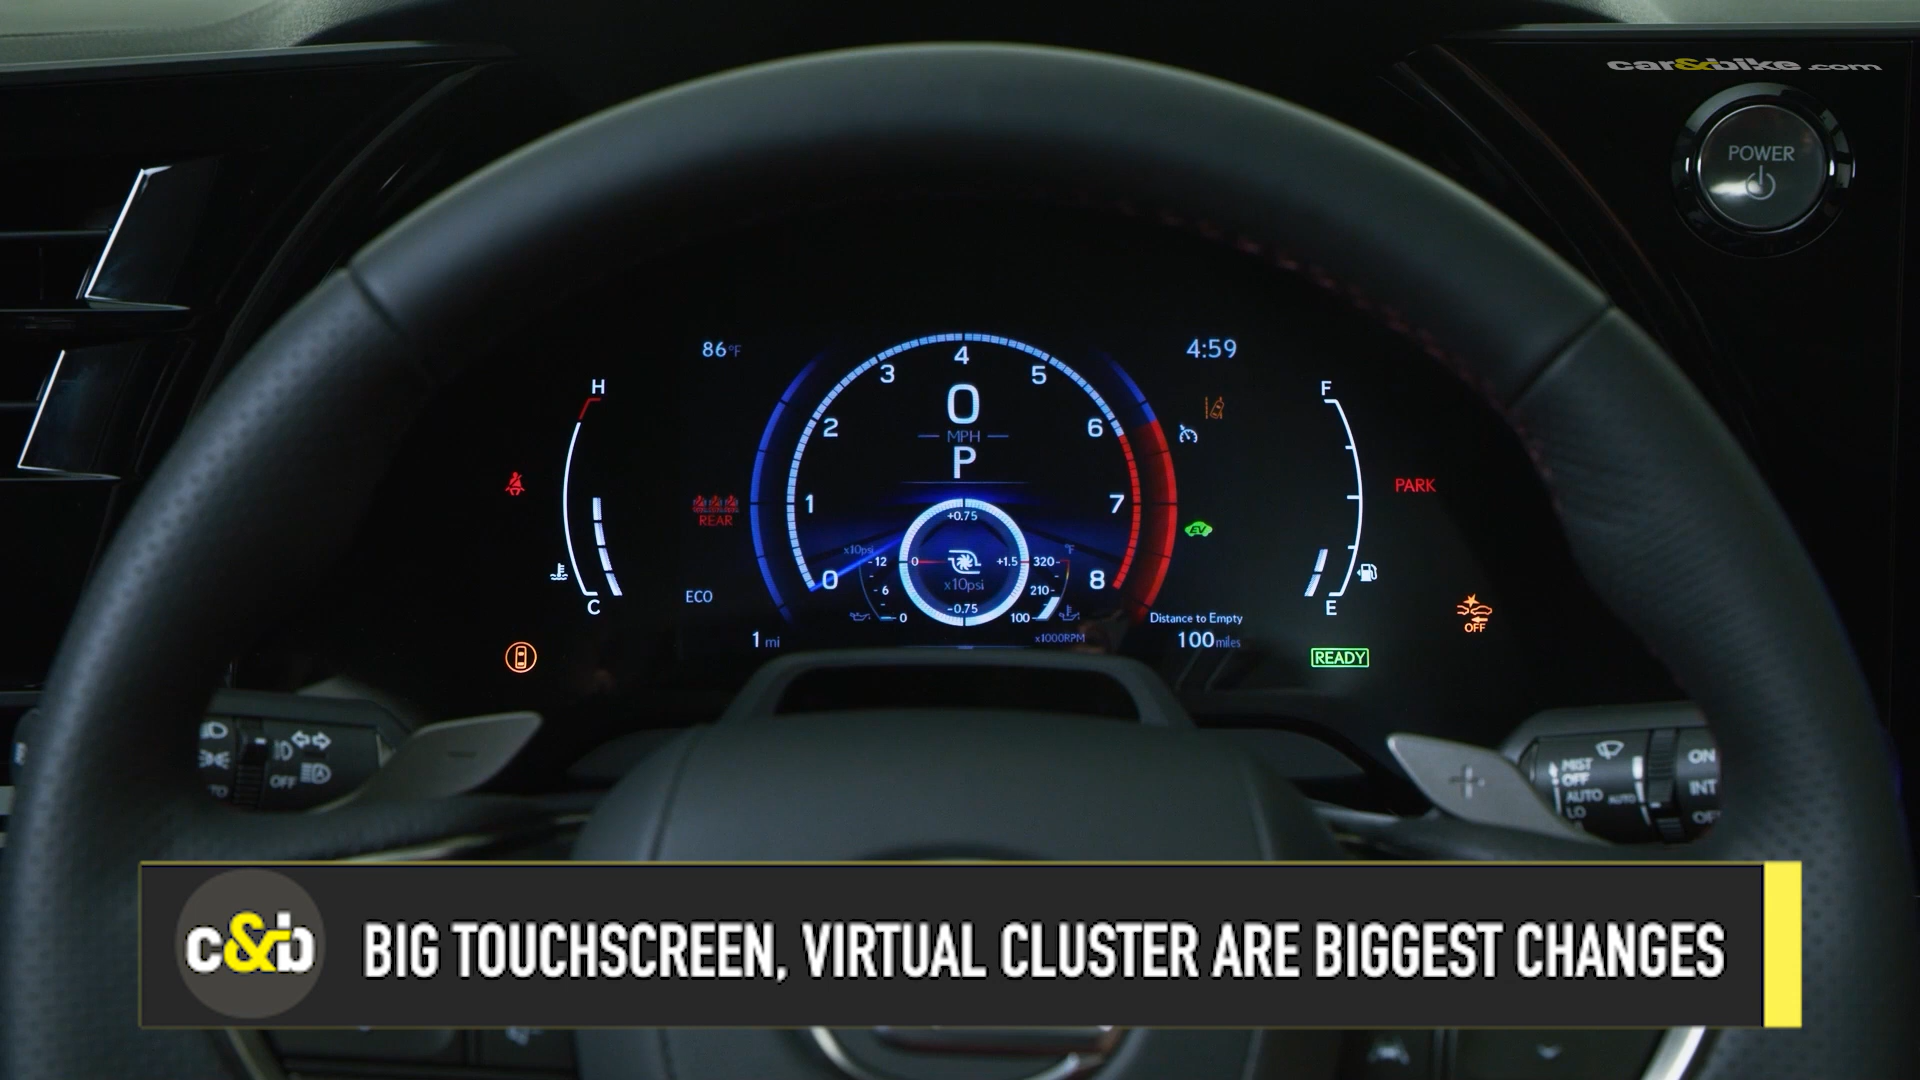 car&bike.com
POWER
86°F
4:59
H
F
0
1
2
3
4
5
6
7
8
0
MPH
P
PARK
REAR
EV
+0.75
x10psi
12
6
0
0
+1.5
x10psi
-0.75
°F
320
210
100
ECO
C
E
OFF
Distance to Empty
1 mi
x1000RPM
100 miles
READY
OFF
TO
-
+
MIST
OFF
AUTO
LO
AUTO
ON
INT
c&b
BIG TOUCHSCREEN, VIRTUAL CLUSTER ARE BIGGEST CHANGES